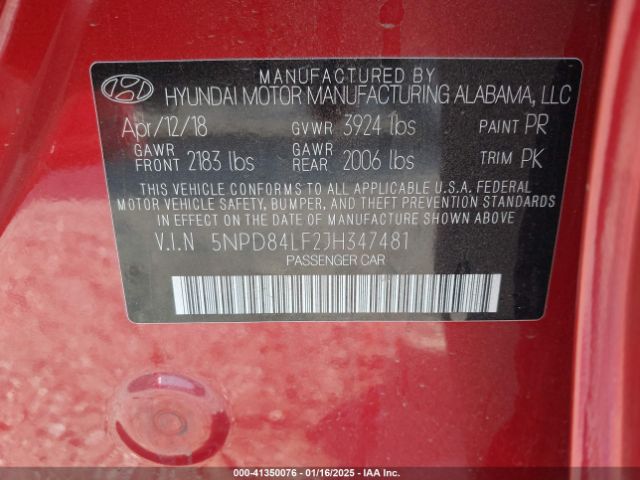 MANUFACTURED BY
HYUNDAI MOTOR MANUFACTURING ALABAMA, LLC
Apr/12/18 GVWR 3924 lbs PAINT PR
GAWR FRONT 2183 lbs GAWR REAR 2006 lbs TRIM PK
THIS VEHICLE CONFORMS TO ALL APPLICABLE U.S.A. FEDERAL
MOTOR VEHICLE SAFETY, BUMPER, AND THEFT PREVENTION STANDARDS
IN EFFECT ON THE DATE OF MANUFACTURE SHOWN ABOVE
V.I.N 5NPD84LF2JH347481
PASSENGER CAR
000-41350076 - 01/16/2025 - IAA Inc.